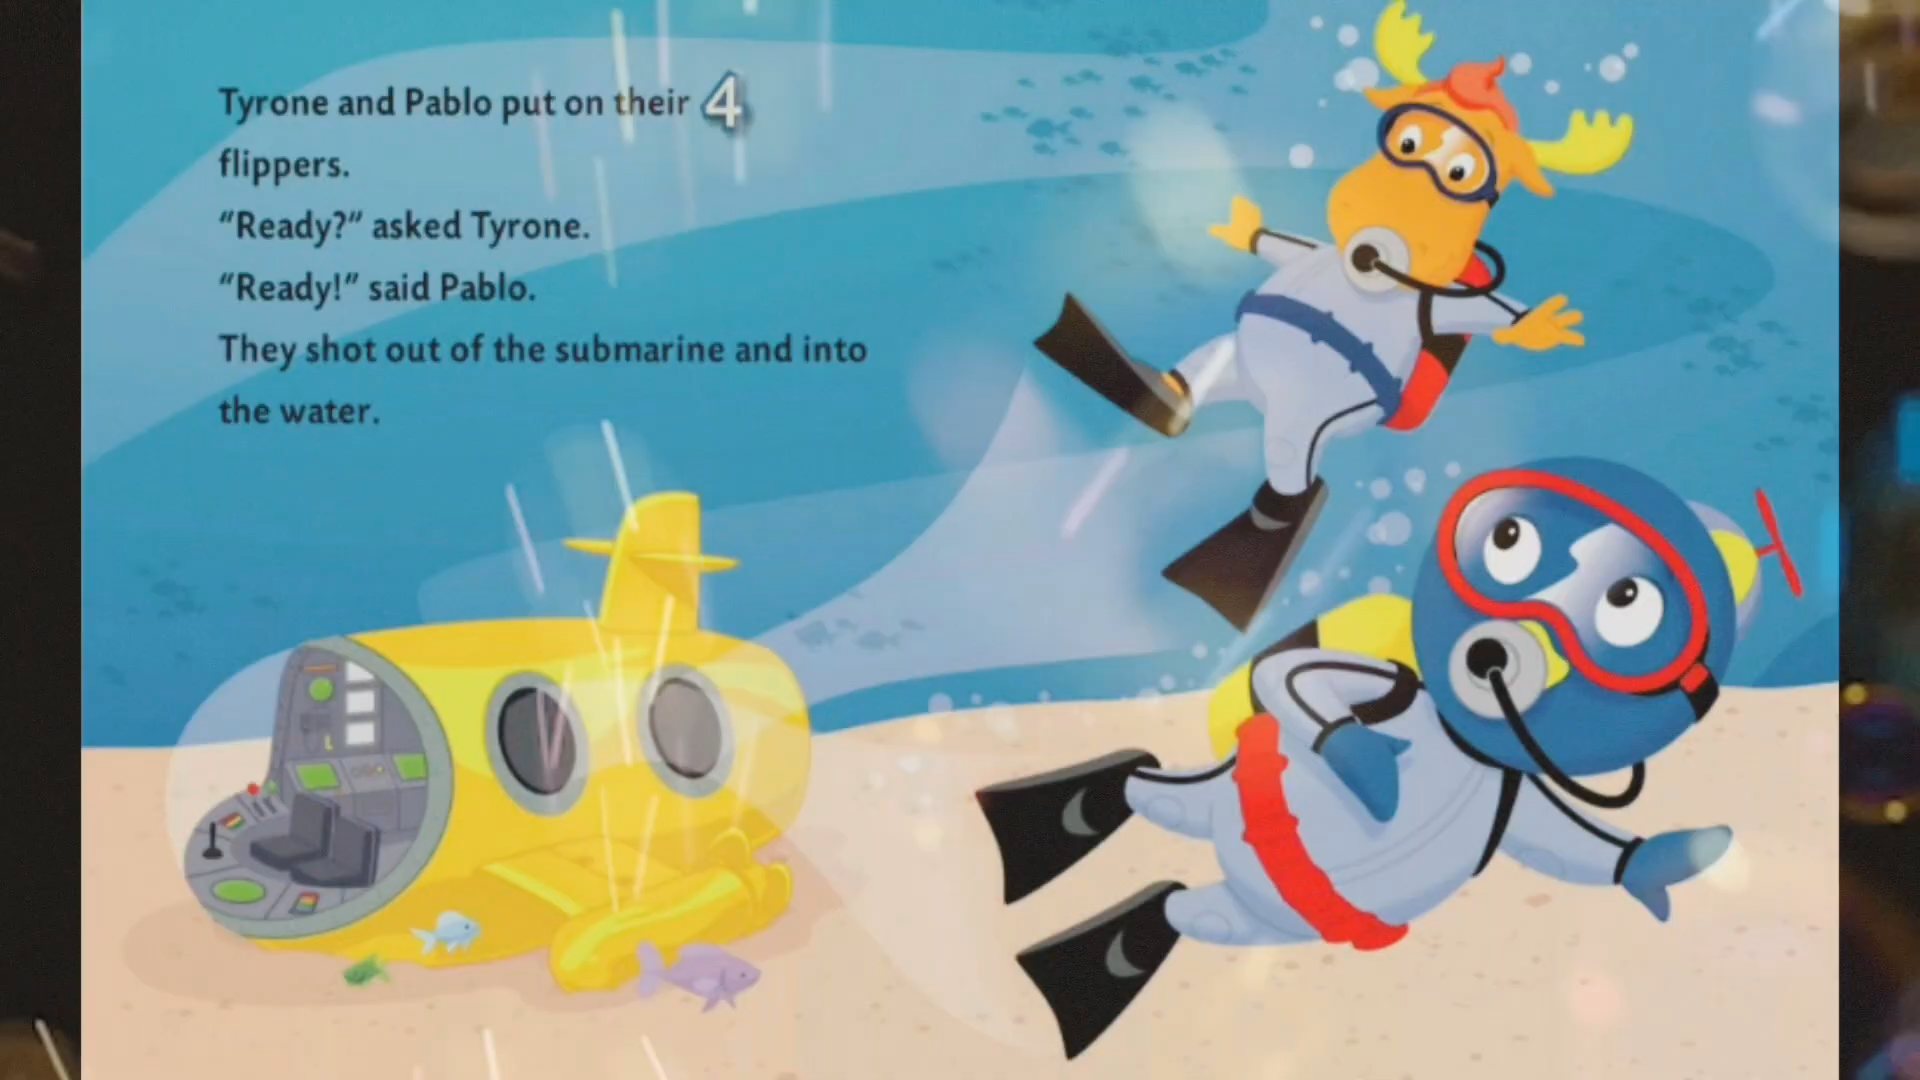 Tyrone and Pablo put on their 4
flippers.
“Ready?” asked Tyrone.
“Ready!” said Pablo.
They shot out of the submarine and into
the water.